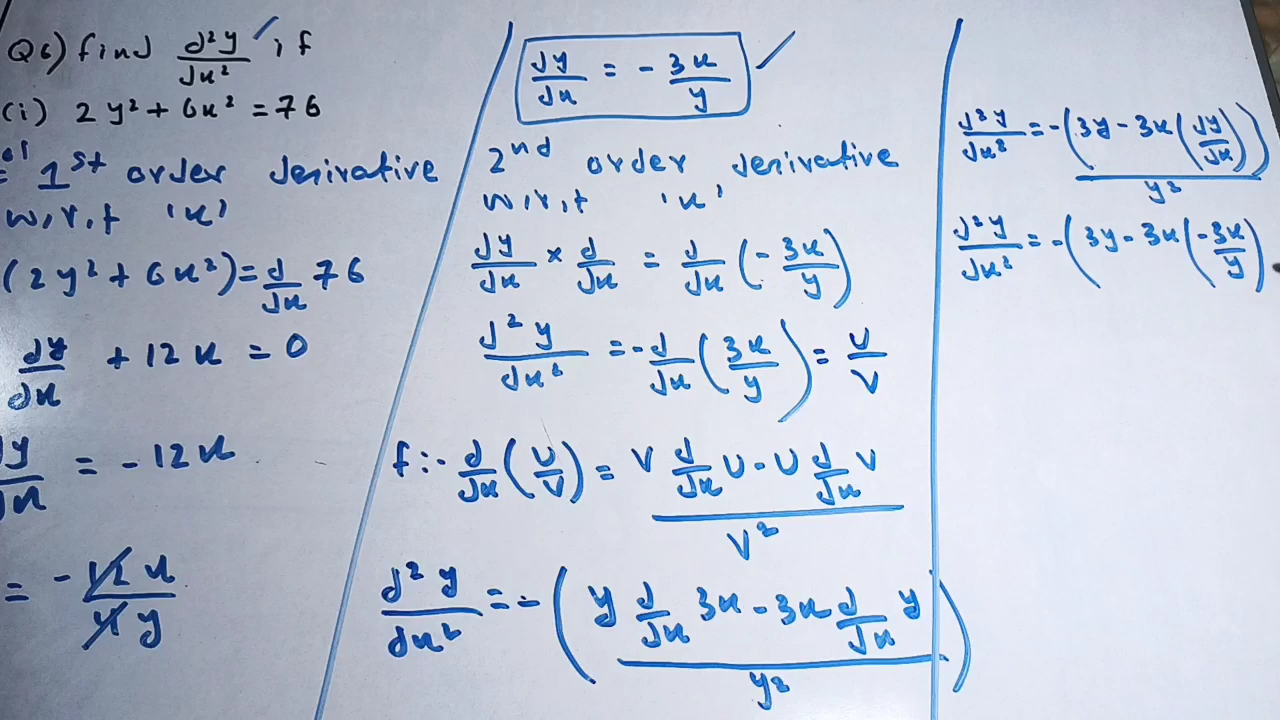 Q6) find d²y/dx² , if
(i) 2y² + 6x² = 76
1st order derivative
w.r.t 'x'
(2y² + 6x²) = d/dx 76
dy/dx + 12x = 0
y/dx = -12x
= -12x/4y
dy/dx = - 3x/y
2nd order derivative
w.r.t 'x'
dy/dx × d/dx = d/dx (- 3x/y)
d²y/dx² = - d/dx (3x/y) = U/V
f:- d/dx (U/V) = V d/dx U - U d/dx V / V²
d²y/dx² = - (y d/dx 3x - 3x d/dx y / y²)
d²y/dx² = - (3y - 3x (dy/dx) / y²)
d²y/dx² = - (3y - 3x (-3x/y)